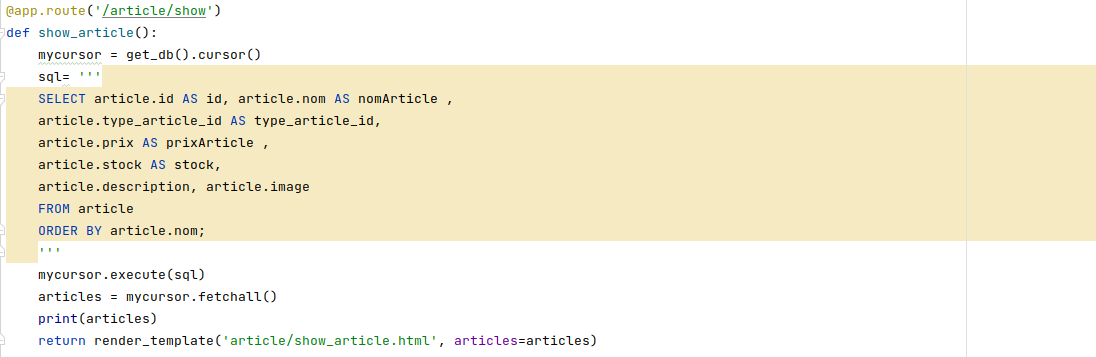 @app.route('/article/show')
def show_article():
    mycursor = get_db().cursor()
    sql= '''
    SELECT article.id AS id, article.nom AS nomArticle ,
    article.type_article_id AS type_article_id,
    article.prix AS prixArticle ,
    article.stock AS stock,
    article.description, article.image
    FROM article
    ORDER BY article.nom;
    '''
    mycursor.execute(sql)
    articles = mycursor.fetchall()
    print(articles)
    return render_template('article/show_article.html', articles=articles)